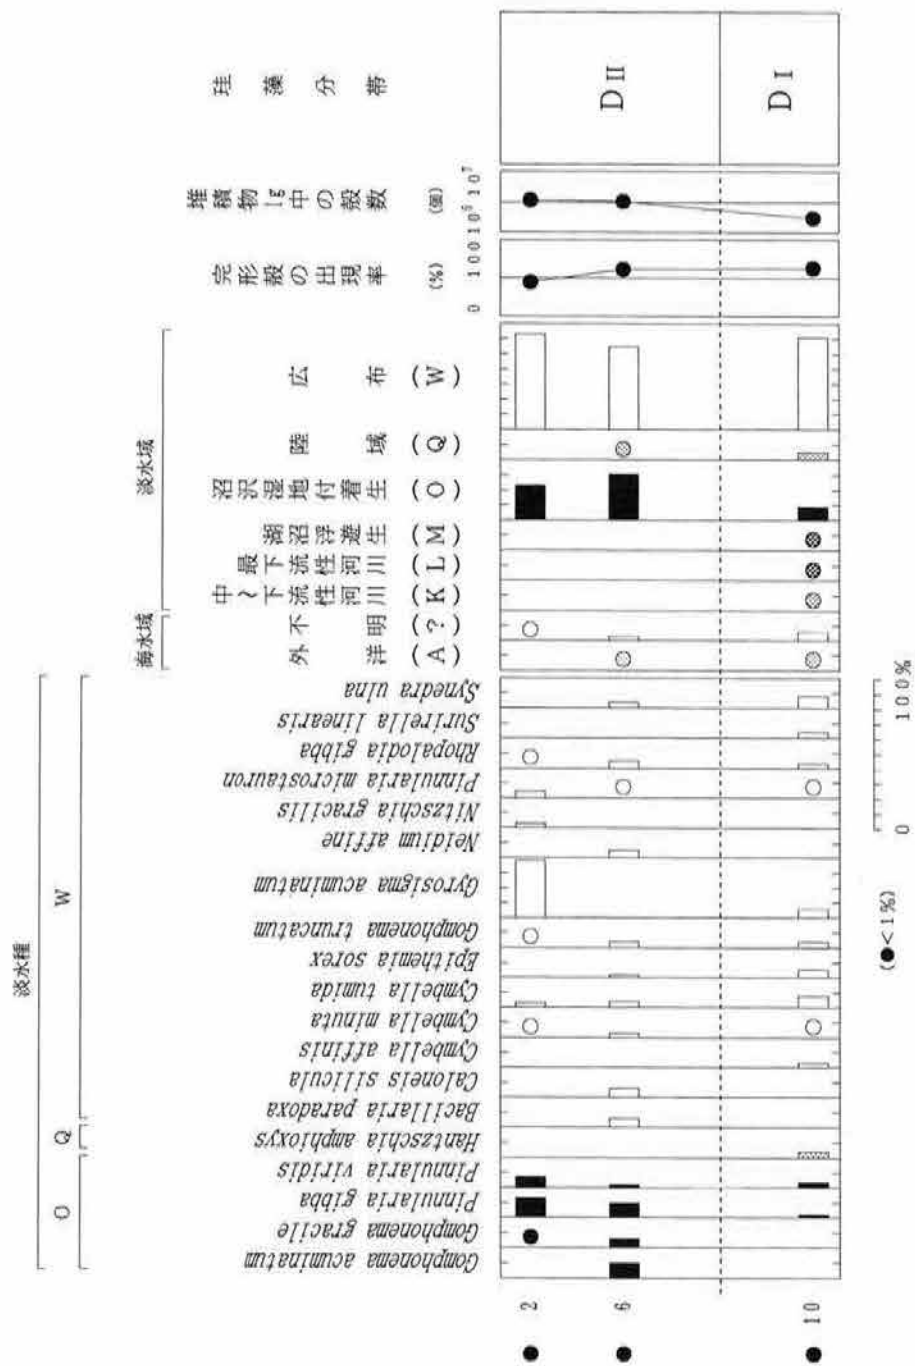 淡水種
O
Q
W
Gomphonema acuminatum
Gomphonema gracile
Pinnularia gibba
Pinnularia viridis
Hantzschia amphioxys
Bacillaria paradoxa
Caloneis silicula
Cymbella affinis
Cymbella minuta
Cymbella tumida
Epithemia sorex
Gomphonema truncatum
Gyrosigma acuminatum
Neidium affine
Nitzschia gracilis
Pinnularia microstauron
Rhopalodia gibba
Surirella linearis
Synedra ulna
海水域
淡水域
外洋(A)
不明(?)
中~下流性河川(K)
最下流性河川(L)
湖沼浮遊生(M)
沼沢湿地付着生(O)
陸域(Q)
広布(W)
完形殻の出現率(%)
堆積物1g中の殻数(個)
珪藻分帯
0 100 10⁵ 10⁷
2
6
10
DII
DI
(●<1%)
0 100%